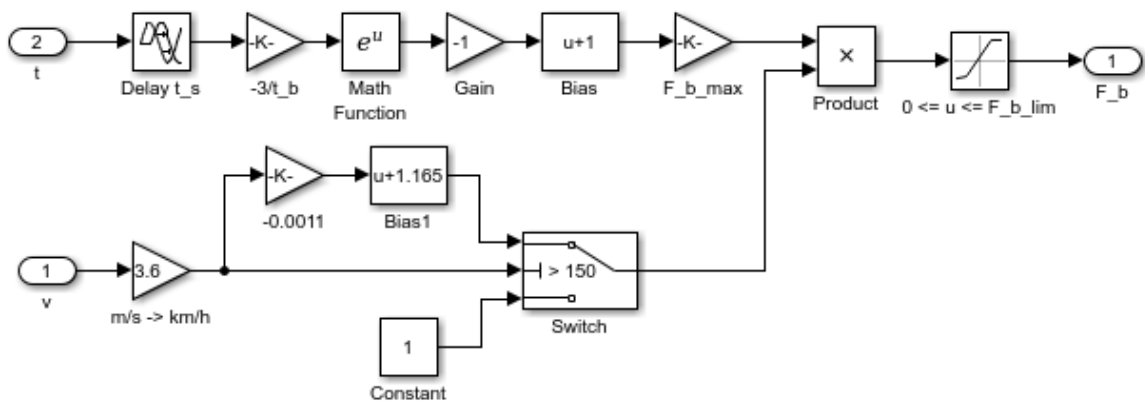 2
t
Delay t_s
-K-
-3/t_b
e^u
Math
Function
-1
Gain
u+1
Bias
-K-
F_b_max
×
Product
0 <= u <= F_b_lim
1
F_b
-K-
-0.0011
u+1.165
Bias1
1
v
3.6
m/s -> km/h
> 150
Switch
1
Constant